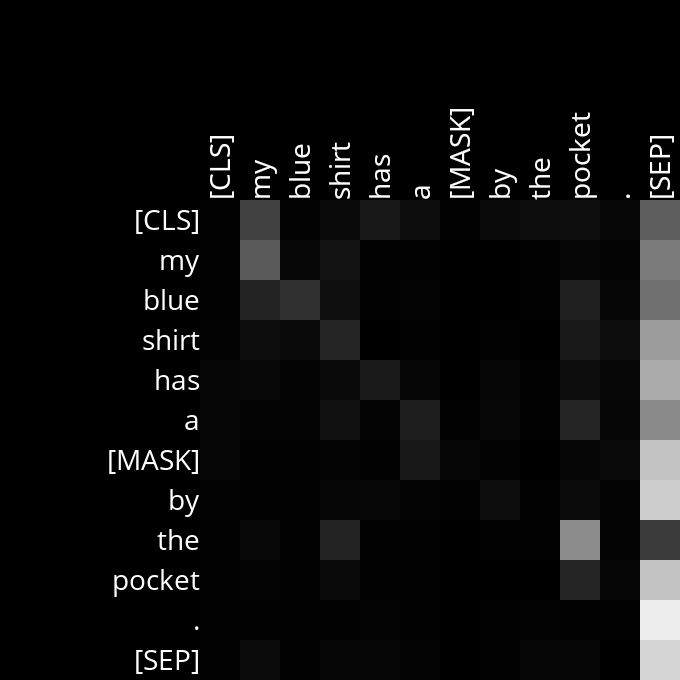 [CLS] my blue shirt has a [MASK] by the pocket . [SEP]
[CLS]
my
blue
shirt
has
a
[MASK]
by
the
pocket
.
[SEP]